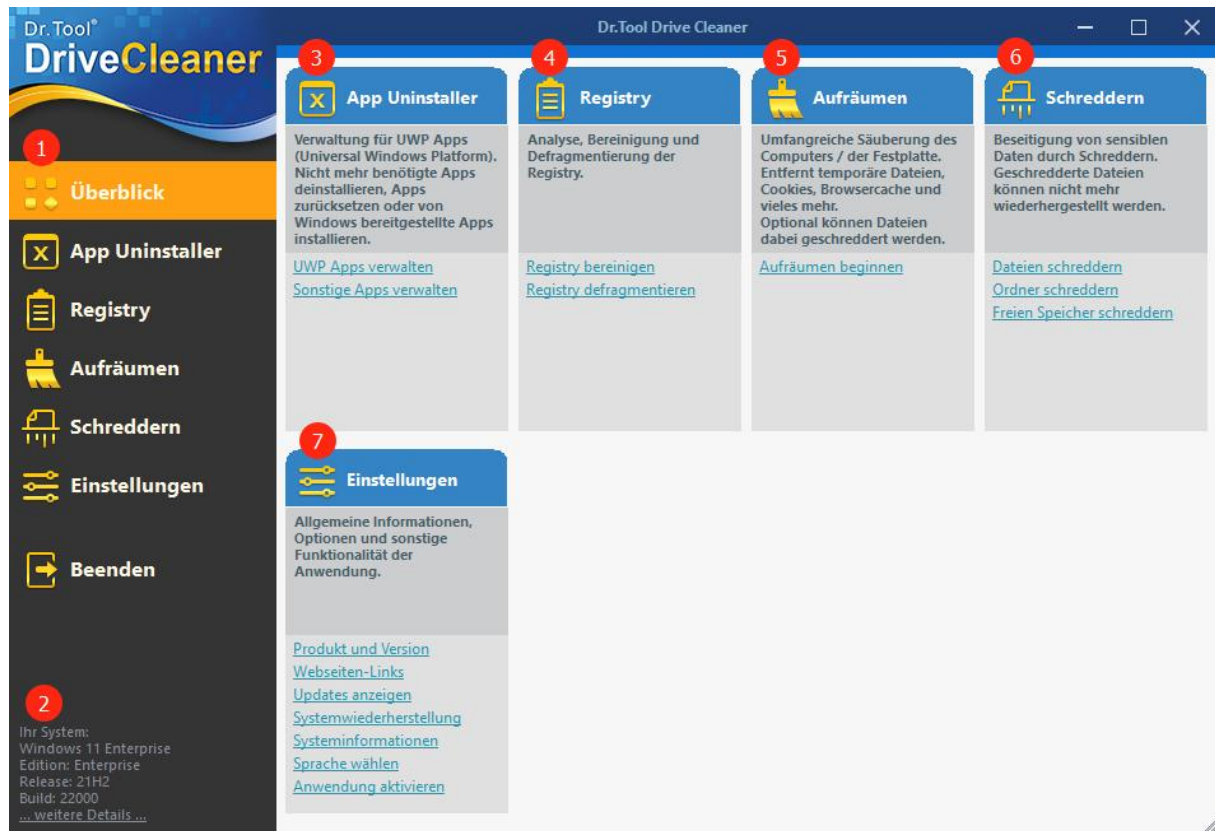 Dr.Tool®
DriveCleaner
Dr.Tool Drive Cleaner
1
Überblick
App Uninstaller
Registry
Aufräumen
Schreddern
Einstellungen
Beenden
2
Ihr System:
Windows 11 Enterprise
Edition: Enterprise
Release: 21H2
Build: 22000
... weitere Details ...
3
App Uninstaller
Verwaltung für UWP Apps
(Universal Windows Platform).
Nicht mehr benötigte Apps
deinstallieren, Apps
zurücksetzen oder von
Windows bereitgestellte Apps
installieren.
UWP Apps verwalten
Sonstige Apps verwalten
4
Registry
Analyse, Bereinigung und
Defragmentierung der
Registry.
Registry bereinigen
Registry defragmentieren
5
Aufräumen
Umfangreiche Säuberung des
Computers / der Festplatte.
Entfernt temporäre Dateien,
Cookies, Browsercache und
vieles mehr.
Optional können Dateien
dabei geschreddert werden.
Aufräumen beginnen
6
Schreddern
Beseitigung von sensiblen
Daten durch Schreddern.
Geschredderte Dateien
können nicht mehr
wiederhergestellt werden.
Dateien schreddern
Ordner schreddern
Freien Speicher schreddern
7
Einstellungen
Allgemeine Informationen,
Optionen und sonstige
Funktionalität der
Anwendung.
Produkt und Version
Webseiten-Links
Updates anzeigen
Systemwiederherstellung
Systeminformationen
Sprache wählen
Anwendung aktivieren